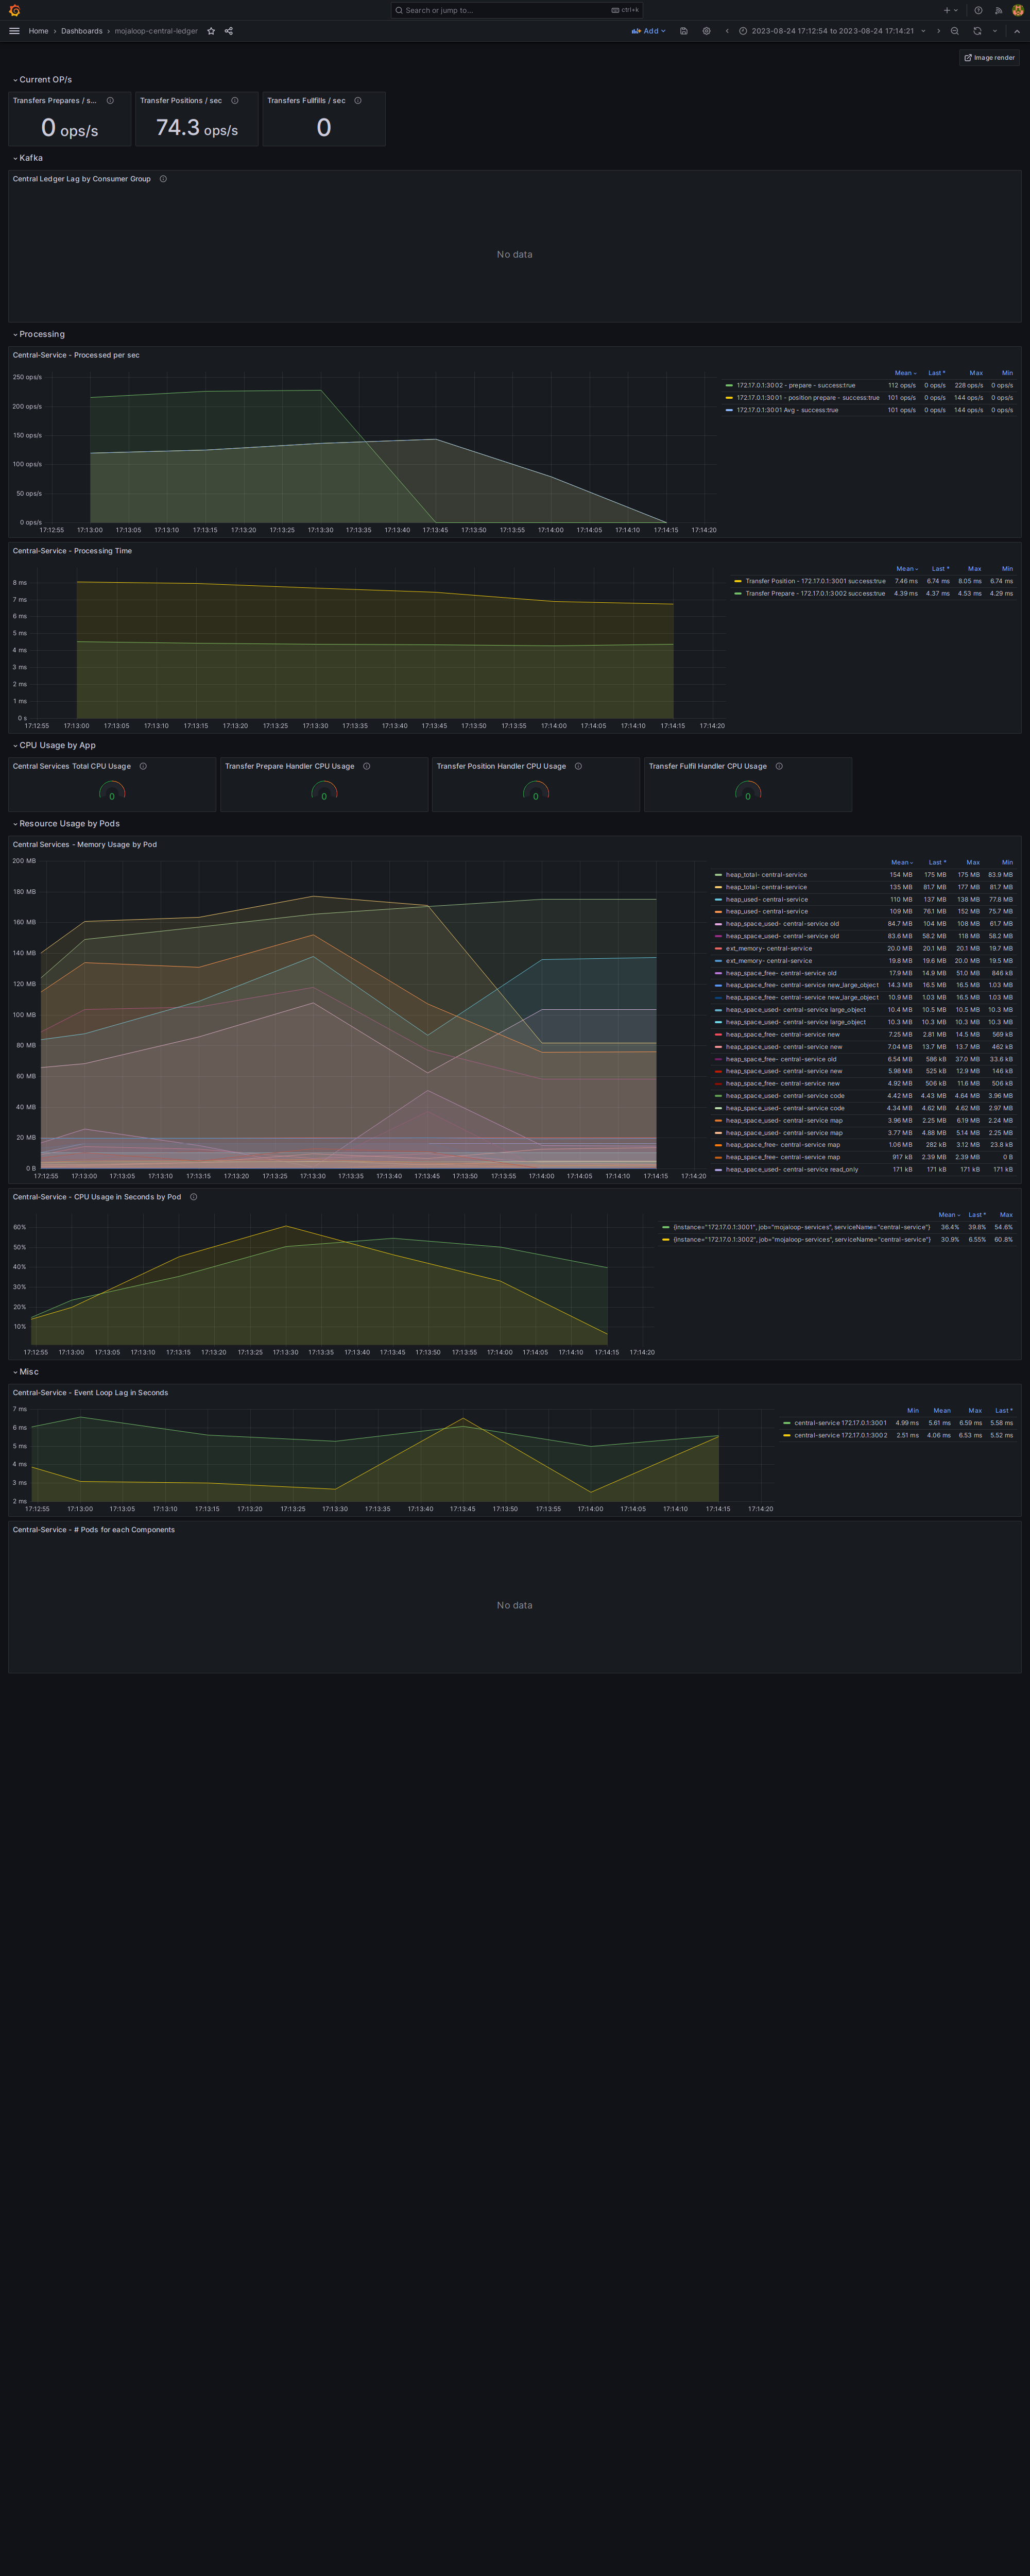 Search or jump to... ctrl+k
Home › Dashboards › mojaloop-central-ledger
Add
2023-08-24 17:12:54 to 2023-08-24 17:14:21
Image render
Current OP/s
Transfers Prepares / s...
0 ops/s
Transfer Positions / sec
74.3 ops/s
Transfers Fullfills / sec
0
Kafka
Central Ledger Lag by Consumer Group
No data
Processing
Central-Service - Processed per sec
250 ops/s
200 ops/s
150 ops/s
100 ops/s
50 ops/s
0 ops/s
17:12:55 17:13:00 17:13:05 17:13:10 17:13:15 17:13:20 17:13:25 17:13:30 17:13:35 17:13:40 17:13:45 17:13:50 17:13:55 17:14:00 17:14:05 17:14:10 17:14:15 17:14:20
Mean Last * Max Min
172.17.0.1:3002 - prepare - success:true 112 ops/s 0 ops/s 228 ops/s 0 ops/s
172.17.0.1:3001 - position prepare - success:true 101 ops/s 0 ops/s 144 ops/s 0 ops/s
172.17.0.1:3001 Avg - success:true 101 ops/s 0 ops/s 144 ops/s 0 ops/s
Central-Service - Processing Time
8 ms
7 ms
6 ms
5 ms
4 ms
3 ms
2 ms
1 ms
0 s
17:12:55 17:13:00 17:13:05 17:13:10 17:13:15 17:13:20 17:13:25 17:13:30 17:13:35 17:13:40 17:13:45 17:13:50 17:13:55 17:14:00 17:14:05 17:14:10 17:14:15 17:14:20
Mean Last * Max Min
Transfer Position - 172.17.0.1:3001 success:true 7.46 ms 6.74 ms 8.05 ms 6.74 ms
Transfer Prepare - 172.17.0.1:3002 success:true 4.39 ms 4.37 ms 4.53 ms 4.29 ms
CPU Usage by App
Central Services Total CPU Usage
0
Transfer Prepare Handler CPU Usage
0
Transfer Position Handler CPU Usage
0
Transfer Fulfil Handler CPU Usage
0
Resource Usage by Pods
Central Services - Memory Usage by Pod
200 MB
180 MB
160 MB
140 MB
120 MB
100 MB
80 MB
60 MB
40 MB
20 MB
0 B
17:12:55 17:13:00 17:13:05 17:13:10 17:13:15 17:13:20 17:13:25 17:13:30 17:13:35 17:13:40 17:13:45 17:13:50 17:13:55 17:14:00 17:14:05 17:14:10 17:14:15 17:14:20
Mean Last * Max Min
heap_total- central-service 154 MB 175 MB 175 MB 83.9 MB
heap_total- central-service 135 MB 81.7 MB 177 MB 81.7 MB
heap_used- central-service 110 MB 137 MB 138 MB 77.8 MB
heap_used- central-service 109 MB 76.1 MB 152 MB 75.7 MB
heap_space_used- central-service old 84.7 MB 104 MB 108 MB 61.7 MB
heap_space_used- central-service old 83.6 MB 58.2 MB 118 MB 58.2 MB
ext_memory- central-service 20.0 MB 20.1 MB 20.1 MB 19.7 MB
ext_memory- central-service 19.8 MB 19.6 MB 20.0 MB 19.5 MB
heap_space_free- central-service old 17.9 MB 14.9 MB 51.0 MB 846 kB
heap_space_free- central-service new_large_object 14.3 MB 16.5 MB 16.5 MB 1.03 MB
heap_space_free- central-service new_large_object 10.9 MB 1.03 MB 16.5 MB 1.03 MB
heap_space_used- central-service large_object 10.4 MB 10.5 MB 10.5 MB 10.3 MB
heap_space_used- central-service large_object 10.3 MB 10.3 MB 10.3 MB 10.3 MB
heap_space_free- central-service new 7.25 MB 2.81 MB 14.5 MB 569 kB
heap_space_used- central-service new 7.04 MB 13.7 MB 13.7 MB 462 kB
heap_space_free- central-service old 6.54 MB 586 kB 37.0 MB 33.6 kB
heap_space_used- central-service new 5.98 MB 525 kB 12.9 MB 146 kB
heap_space_free- central-service new 4.92 MB 506 kB 11.6 MB 506 kB
heap_space_used- central-service code 4.42 MB 4.43 MB 4.64 MB 3.96 MB
heap_space_used- central-service code 4.34 MB 4.62 MB 4.62 MB 2.97 MB
heap_space_used- central-service map 3.96 MB 2.25 MB 6.19 MB 2.24 MB
heap_space_used- central-service map 3.77 MB 4.88 MB 5.14 MB 2.25 MB
heap_space_free- central-service map 1.06 MB 282 kB 3.12 MB 23.8 kB
heap_space_free- central-service map 917 kB 2.39 MB 2.39 MB 0 B
heap_space_used- central-service read_only 171 kB 171 kB 171 kB 171 kB
Central-Service - CPU Usage in Seconds by Pod
60%
50%
40%
30%
20%
10%
17:12:55 17:13:00 17:13:05 17:13:10 17:13:15 17:13:20 17:13:25 17:13:30 17:13:35 17:13:40 17:13:45 17:13:50 17:13:55 17:14:00 17:14:05 17:14:10 17:14:15 17:14:20
Mean Last * Max
{instance="172.17.0.1:3001", job="mojaloop-services", serviceName="central-service"} 36.4% 39.8% 54.6%
{instance="172.17.0.1:3002", job="mojaloop-services", serviceName="central-service"} 30.9% 6.55% 60.8%
Misc
Central-Service - Event Loop Lag in Seconds
7 ms
6 ms
5 ms
4 ms
3 ms
2 ms
17:12:55 17:13:00 17:13:05 17:13:10 17:13:15 17:13:20 17:13:25 17:13:30 17:13:35 17:13:40 17:13:45 17:13:50 17:13:55 17:14:00 17:14:05 17:14:10 17:14:15 17:14:20
Min Mean Max Last *
central-service 172.17.0.1:3001 4.99 ms 5.61 ms 6.59 ms 5.58 ms
central-service 172.17.0.1:3002 2.51 ms 4.06 ms 6.53 ms 5.52 ms
Central-Service - # Pods for each Components
No data